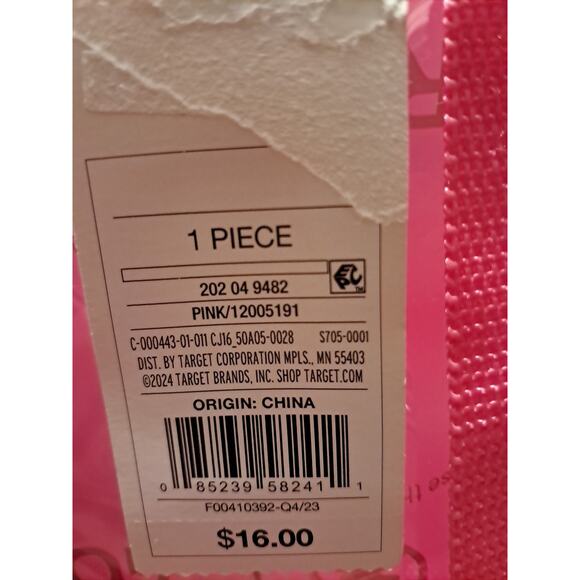 1 PIECE
202 04 9482
PINK/12005191
C-000443-01-011 CJ16_50A05-0028 S705-0001
DIST. BY TARGET CORPORATION MPLS., MN 55403
©2024 TARGET BRANDS, INC. SHOP TARGET.COM
ORIGIN: CHINA
0 85239 58241 1
F00410392-Q4/23
$16.00